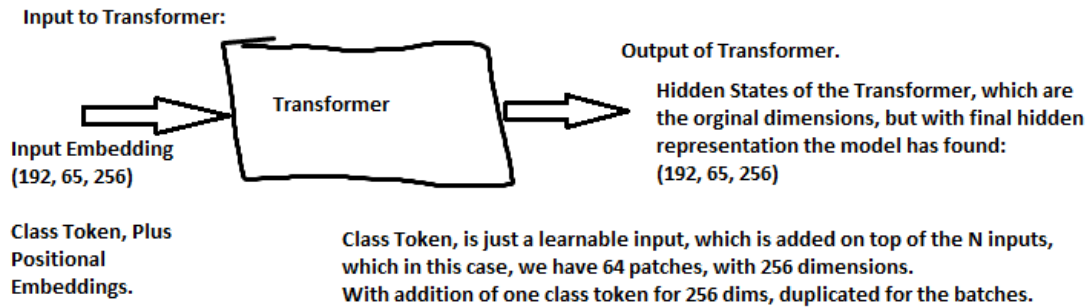 Input to Transformer:
Output of Transformer.
Transformer
Hidden States of the Transformer, which are
the orginal dimensions, but with final hidden
representation the model has found:
(192, 65, 256)
Input Embedding
(192, 65, 256)
Class Token, Plus
Positional
Embeddings.
Class Token, is just a learnable input, which is added on top of the N inputs,
which in this case, we have 64 patches, with 256 dimensions.
With addition of one class token for 256 dims, duplicated for the batches.